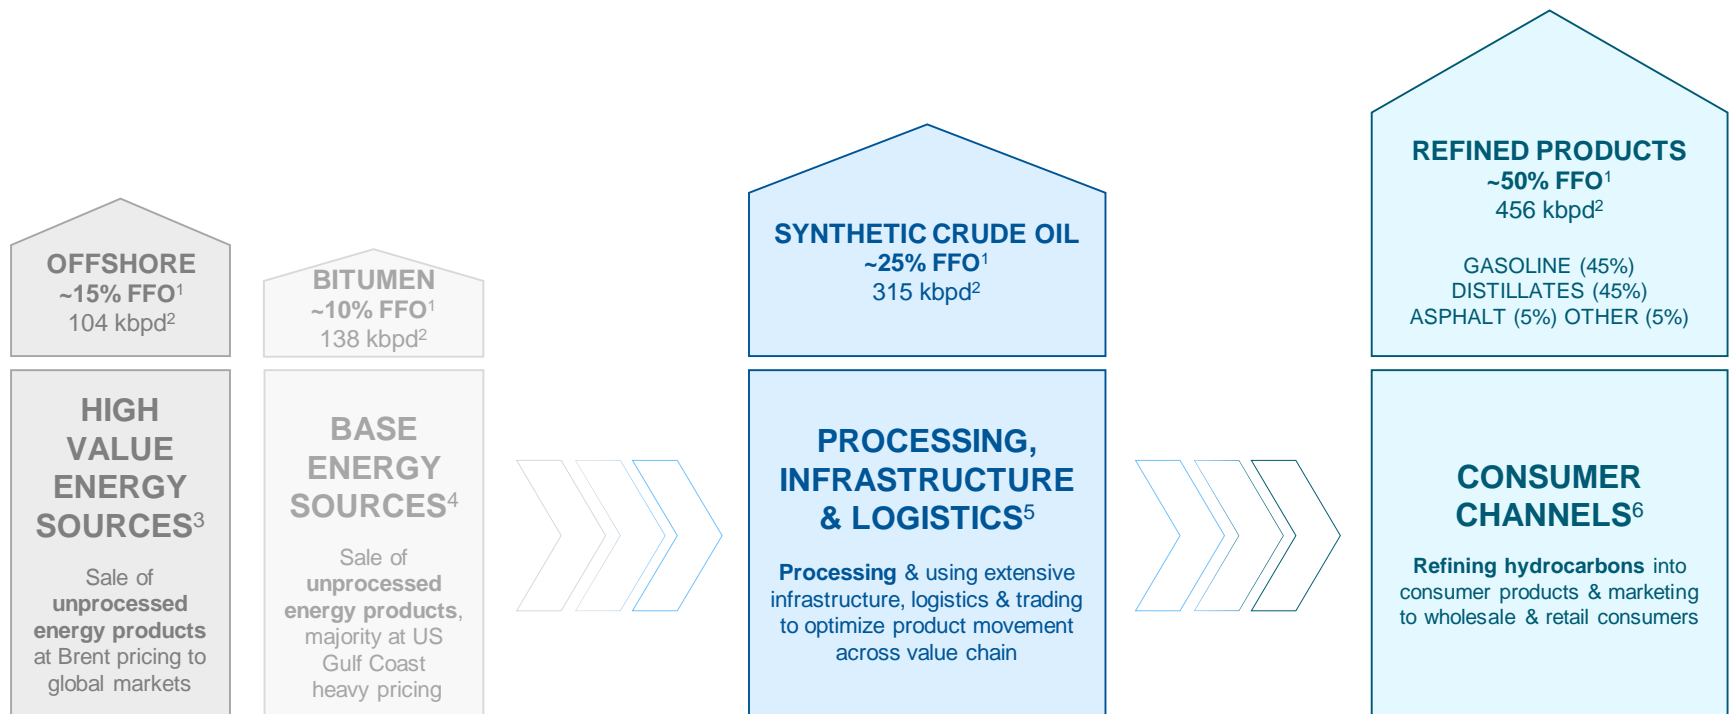 OFFSHORE
~15% FFO¹
104 kbpd²
HIGH
VALUE
ENERGY
SOURCES³
Sale of
unprocessed
energy products
at Brent pricing to
global markets
BITUMEN
~10% FFO¹
138 kbpd²
BASE
ENERGY
SOURCES⁴
Sale of
unprocessed
energy products,
majority at US
Gulf Coast
heavy pricing
SYNTHETIC CRUDE OIL
~25% FFO¹
315 kbpd²
PROCESSING,
INFRASTRUCTURE
& LOGISTICS⁵
Processing & using extensive
infrastructure, logistics & trading
to optimize product movement
across value chain
REFINED PRODUCTS
~50% FFO¹
456 kbpd²
GASOLINE (45%)
DISTILLATES (45%)
ASPHALT (5%) OTHER (5%)
CONSUMER
CHANNELS⁶
Refining hydrocarbons into
consumer products & marketing
to wholesale & retail consumers